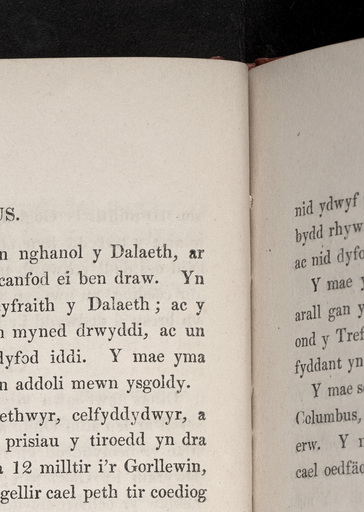 US.
n nghanol y Dalaeth, ar
canfod ei ben draw. Yn
yfraith y Dalaeth; ac y
n myned drwyddi, ac un
dyfod iddi. Y mae yma
n addoli mewn ysgoldy.
ethwyr, celfyddydwyr, a
prisiau y tiroedd yn dra
a 12 milltir i'r Gorllewin,
gellir cael peth tir coediog
nid ydwyf
bydd rhyw
ac nid dyfo
Y mae y
arall gan y
ond y Tref
fyddant yn
Y mae s
Columbus,
erw. Y
cael oedfa